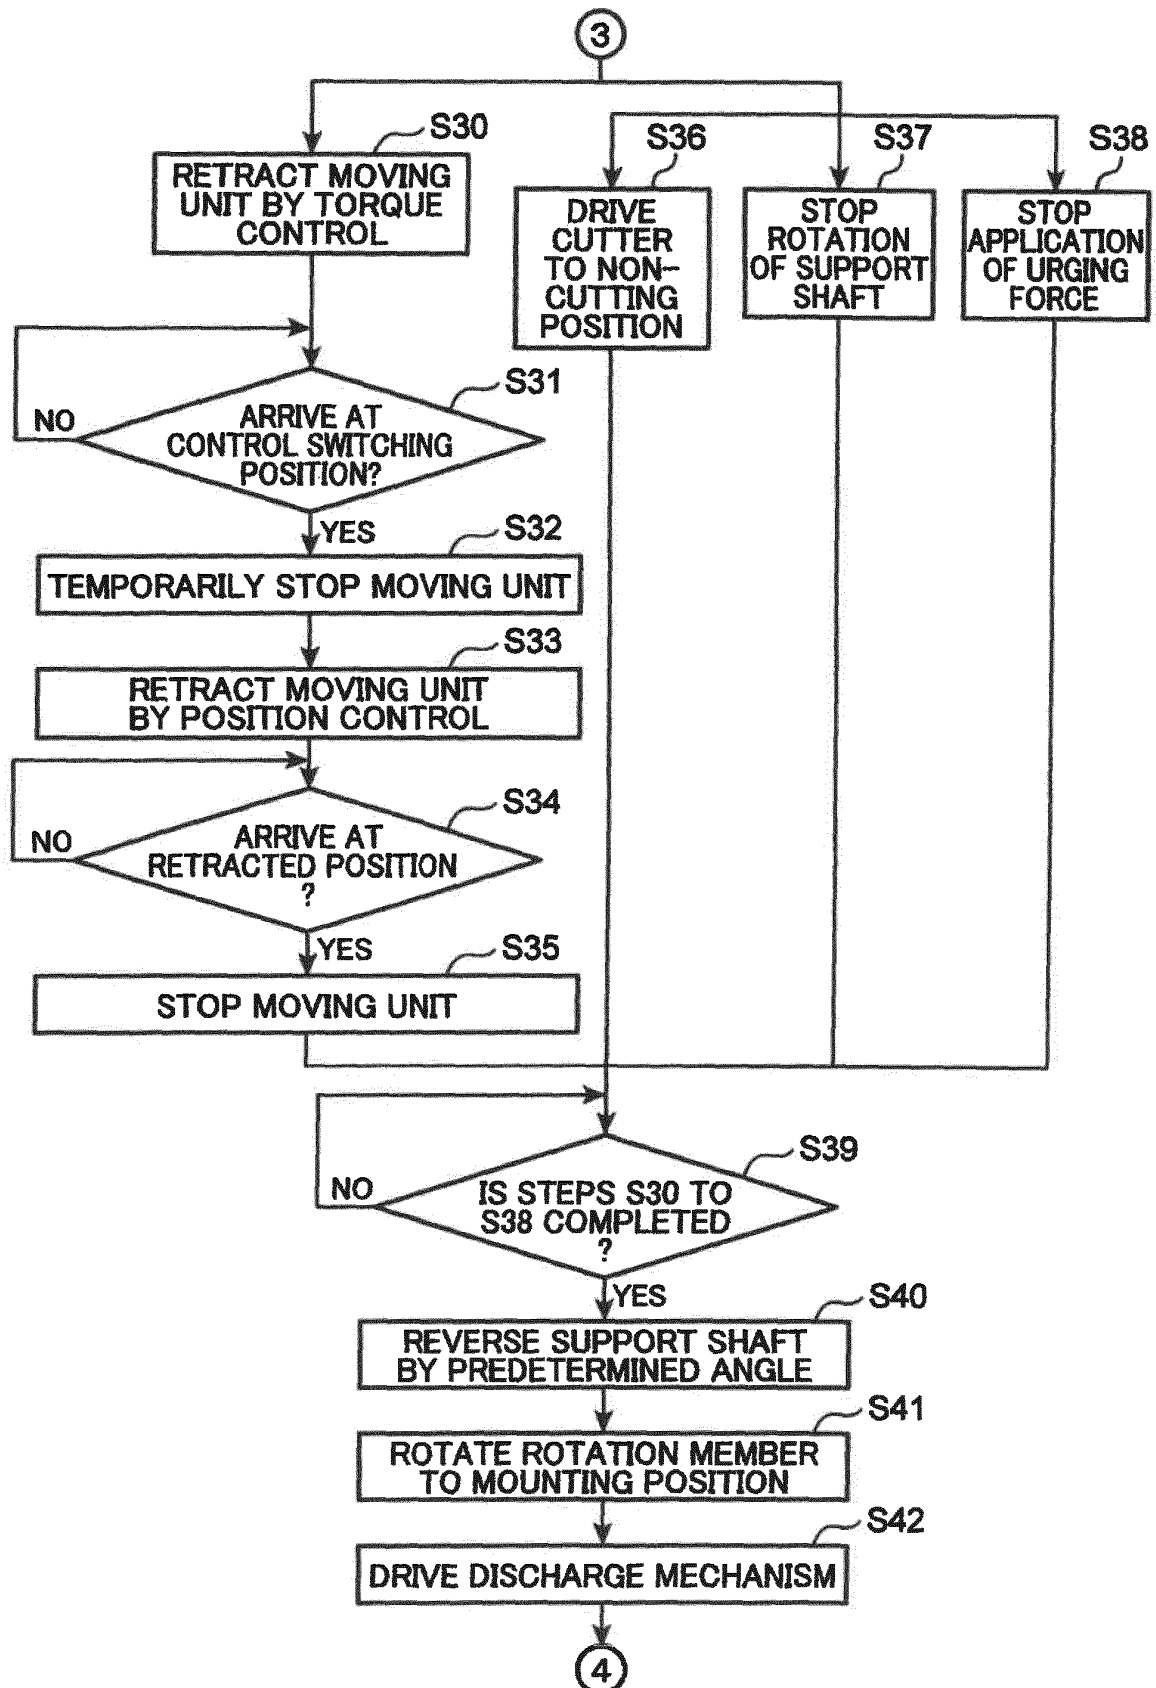 3
S30
RETRACT MOVING
UNIT BY TORQUE
CONTROL
S36
DRIVE
CUTTER
TO NON-
CUTTING
POSITION
S37
STOP
ROTATION
OF SUPPORT
SHAFT
S38
STOP
APPLICATION
OF URGING
FORCE
S31
ARRIVE AT
CONTROL SWITCHING
POSITION?
NO
YES
S32
TEMPORARILY STOP MOVING UNIT
S33
RETRACT MOVING UNIT
BY POSITION CONTROL
S34
ARRIVE AT
RETRACTED POSITION
?
NO
YES
S35
STOP MOVING UNIT
S39
IS STEPS S30 TO
S38 COMPLETED
?
NO
YES
S40
REVERSE SUPPORT SHAFT
BY PREDETERMINED ANGLE
S41
ROTATE ROTATION MEMBER
TO MOUNTING POSITION
S42
DRIVE DISCHARGE MECHANISM
4